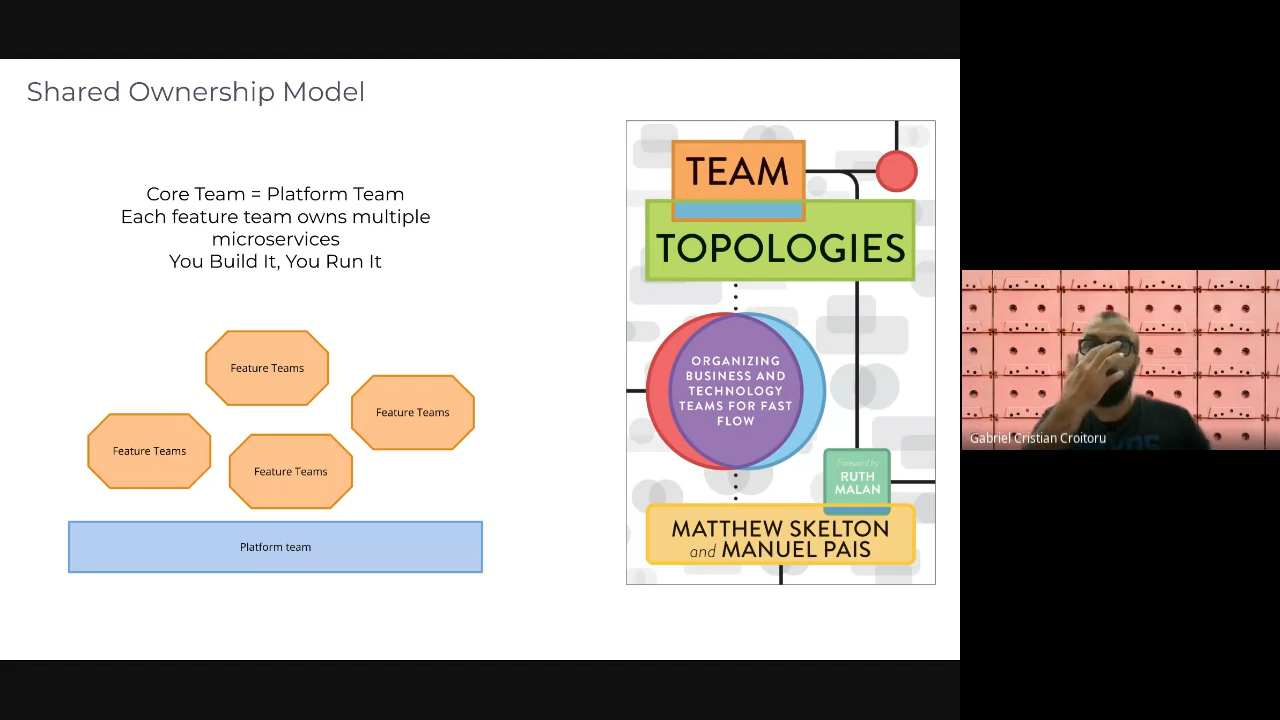 Shared Ownership Model
Core Team = Platform Team
Each feature team owns multiple
microservices
You Build It, You Run It
Feature Teams
Feature Teams
Feature Teams
Feature Teams
Platform team
TEAM
TOPOLOGIES
ORGANIZING
BUSINESS AND
TECHNOLOGY
TEAMS FOR FAST
FLOW
Foreword by
RUTH
MALAN
MATTHEW SKELTON
and MANUEL PAIS
Gabriel Cristian Croitoru